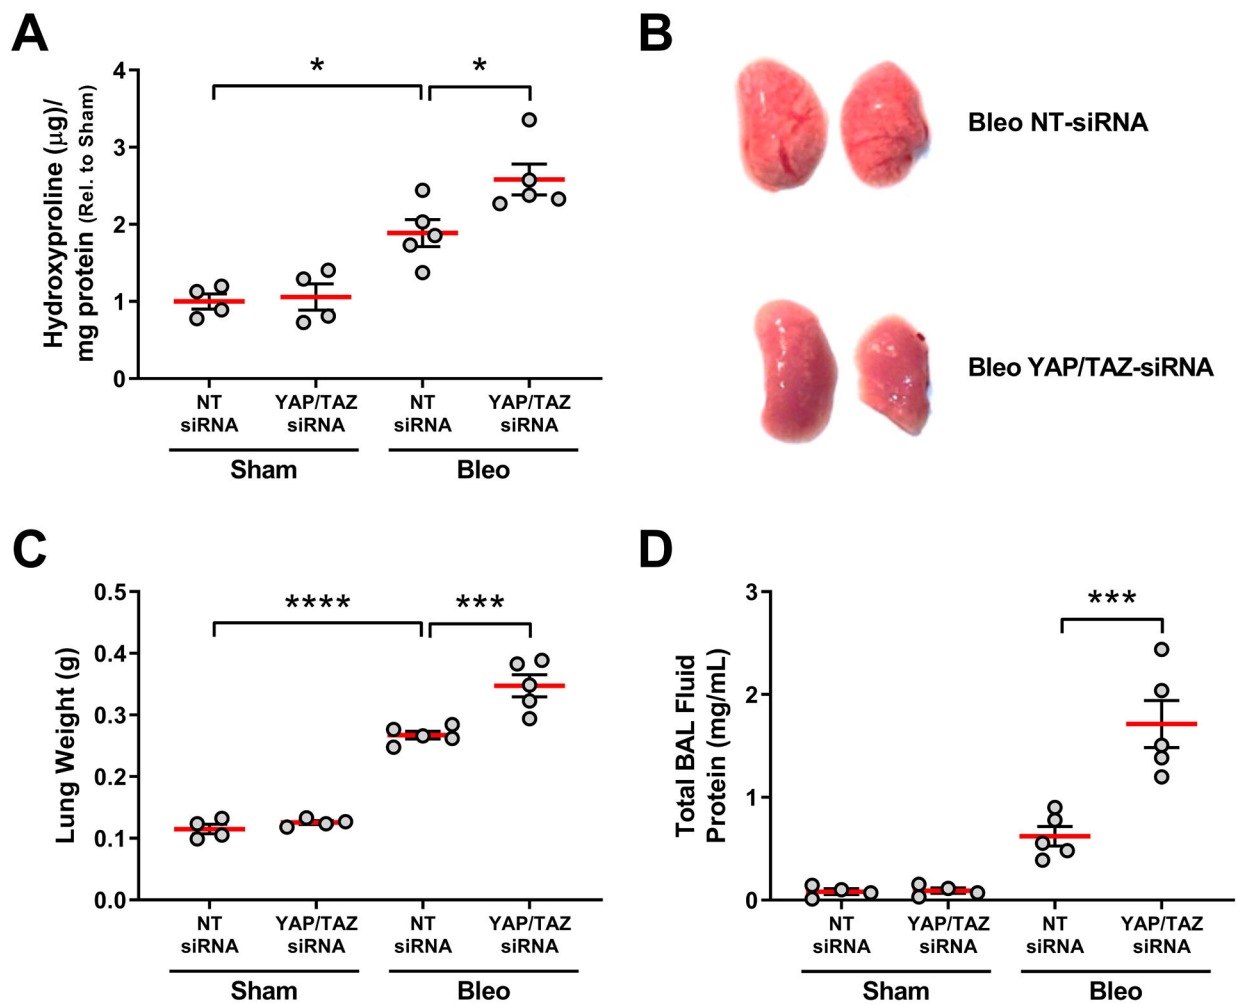 A
Hydroxyproline (μg)/
mg protein (Rel. to Sham)
4
3
2
1
0
*
*
NT
siRNA
YAP/TAZ
siRNA
NT
siRNA
YAP/TAZ
siRNA
Sham
Bleo
B
Bleo NT-siRNA
Bleo YAP/TAZ-siRNA
C
Lung Weight (g)
0.5
0.4
0.3
0.2
0.1
0.0
****
***
NT
siRNA
YAP/TAZ
siRNA
NT
siRNA
YAP/TAZ
siRNA
Sham
Bleo
D
Total BAL Fluid
Protein (mg/mL)
3
2
1
0
***
NT
siRNA
YAP/TAZ
siRNA
NT
siRNA
YAP/TAZ
siRNA
Sham
Bleo